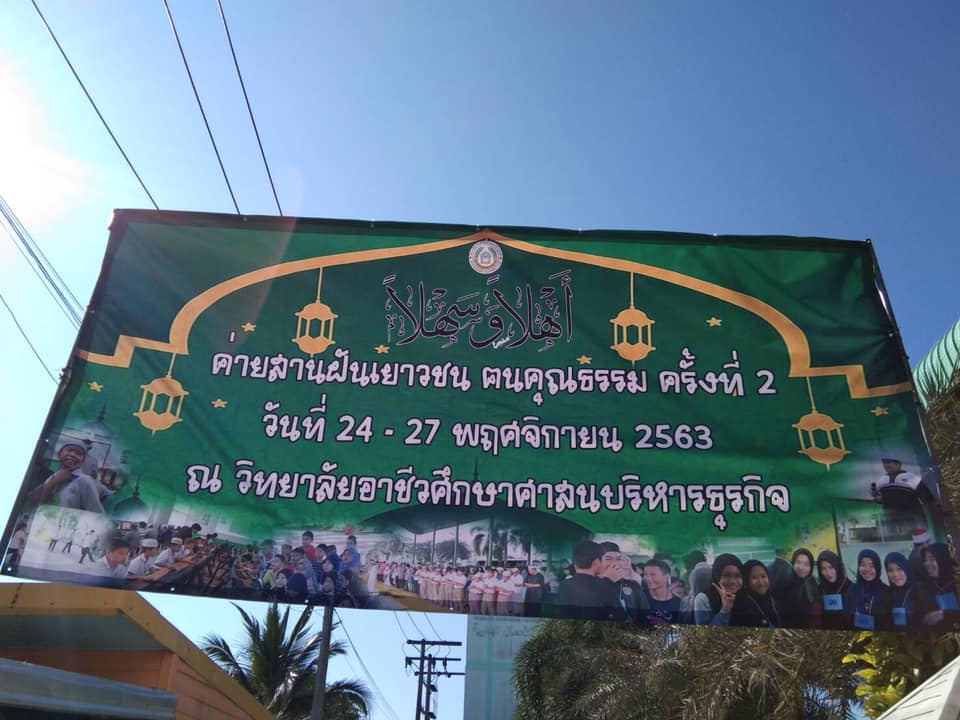 أَهْلاً وَسَهْلاً
ค่ายสานฝันเยาวชน ฅนคุณธรรม ครั้งที่ 2
วันที่ 24 - 27 พฤศจิกายน 2563
ณ วิทยาลัยอาชีวศึกษาศาสนบริหารธุรกิจ